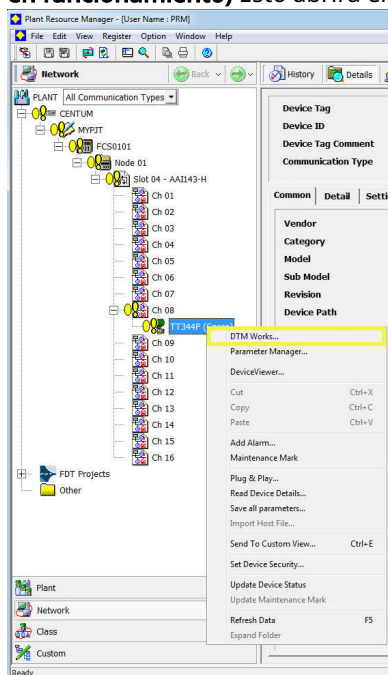 en funcionamiento) Esto abrirá e
Plant Resource Manager - [User Name : PRM]
File Edit View Register Option Window Help
Network
Back
History
Details
PLANT
All Communication Types
CENTUM
MYPJT
FCS0101
Node 01
Slot 04 - AAI143-H
Ch 01
Ch 02
Ch 03
Ch 04
Ch 05
Ch 06
Ch 07
Ch 08
TT344P
Ch 09
Ch 10
Ch 11
Ch 12
Ch 13
Ch 14
Ch 15
Ch 16
FDT Projects
Other
Device Tag
Device ID
Device Tag Comment
Communication Type
Common Detail Setti
Vendor
Category
Model
Sub Model
Revision
Device Path
DTM Works...
Parameter Manager...
DeviceViewer...
Cut Ctrl+X
Copy Ctrl+C
Paste Ctrl+V
Add Alarm...
Maintenance Mark
Plug & Play...
Read Device Details...
Save all parameters...
Import Host File...
Send To Custom View... Ctrl+E
Set Device Security...
Update Device Status
Update Maintenance Mark
Refresh Data F5
Expand Folder
Plant
Network
Class
Custom
Ready